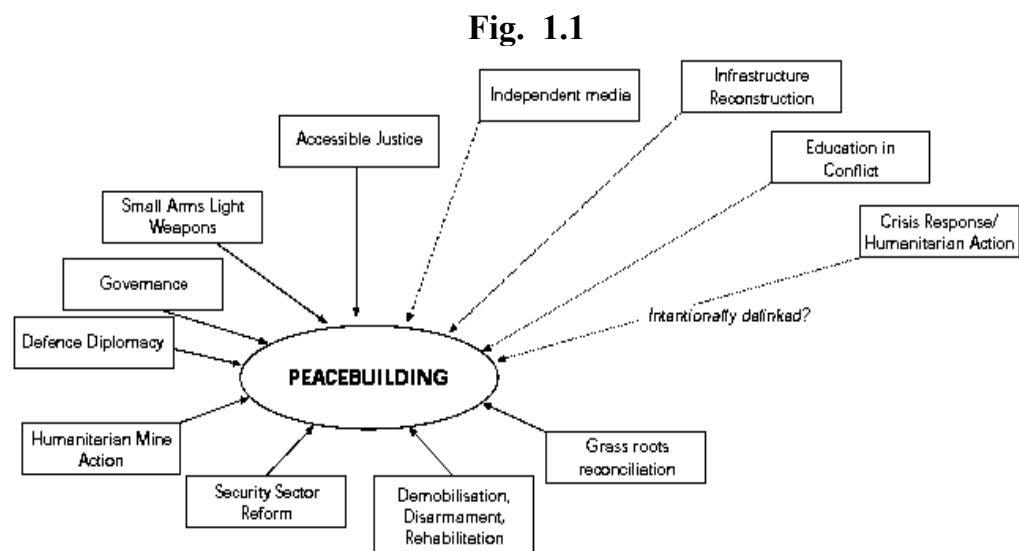 Fig. 1.1
Independent media
Infrastructure
Reconstruction
Accessible Justice
Education in
Conflict
Small Arms Light
Weapons
Crisis Response/
Humanitarian Action
Governance
Intentionally delinked?
Defence Diplomacy
PEACEBUILDING
Humanitarian Mine
Action
Grass roots
reconciliation
Security Sector
Reform
Demobilisation,
Disarmament,
Rehabilitation